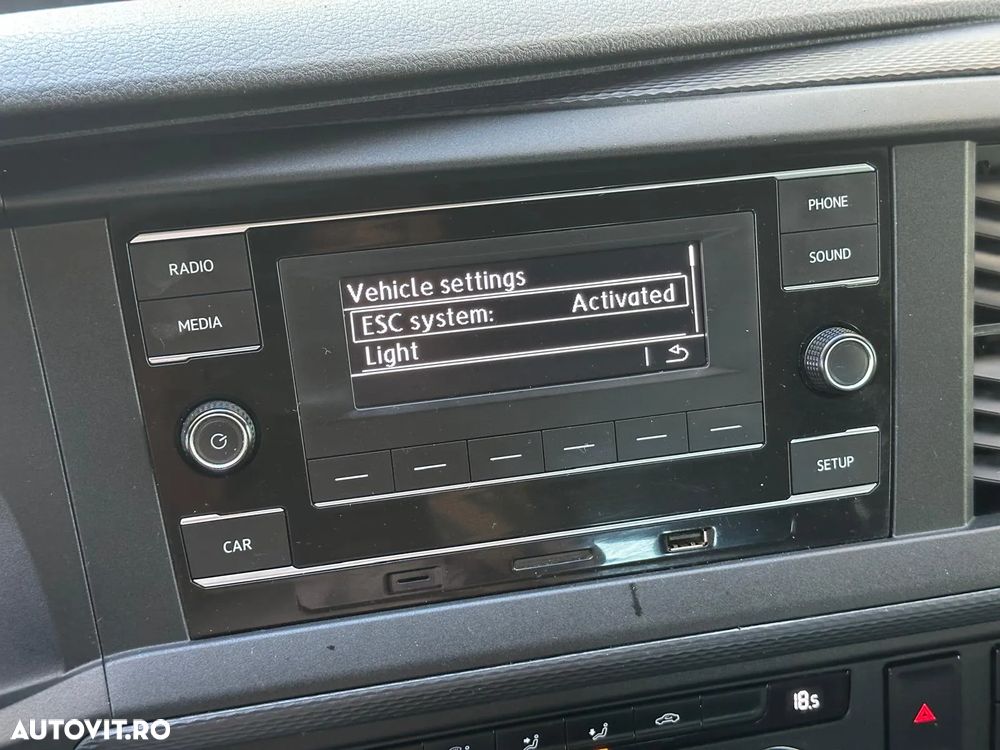 PHONE
RADIO
SOUND
Vehicle settings
ESC system: Activated
MEDIA
Light
SETUP
CAR
18.5
AUTOVIT.RO